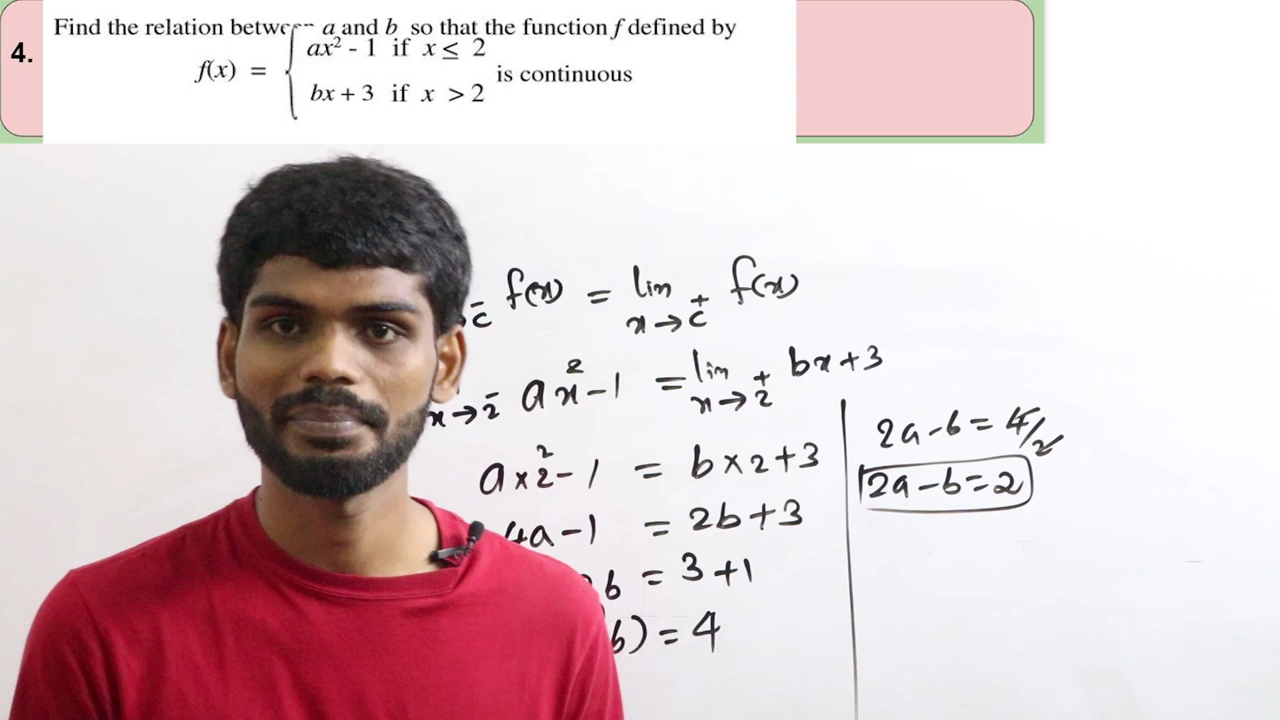 4.
Find the relation between a and b so that the function f defined by
f(x) = { ax² - 1 if x ≤ 2
bx + 3 if x > 2
is continuous
c⁻ f(x) = lim x→c⁺ f(x)
x→2⁻ ax²-1 = lim x→2⁺ bx+3
a×2²-1 = b×2+3
4a-1 = 2b+3
b = 3+1
b) = 4
2a-b = 4/2
2a-b=2